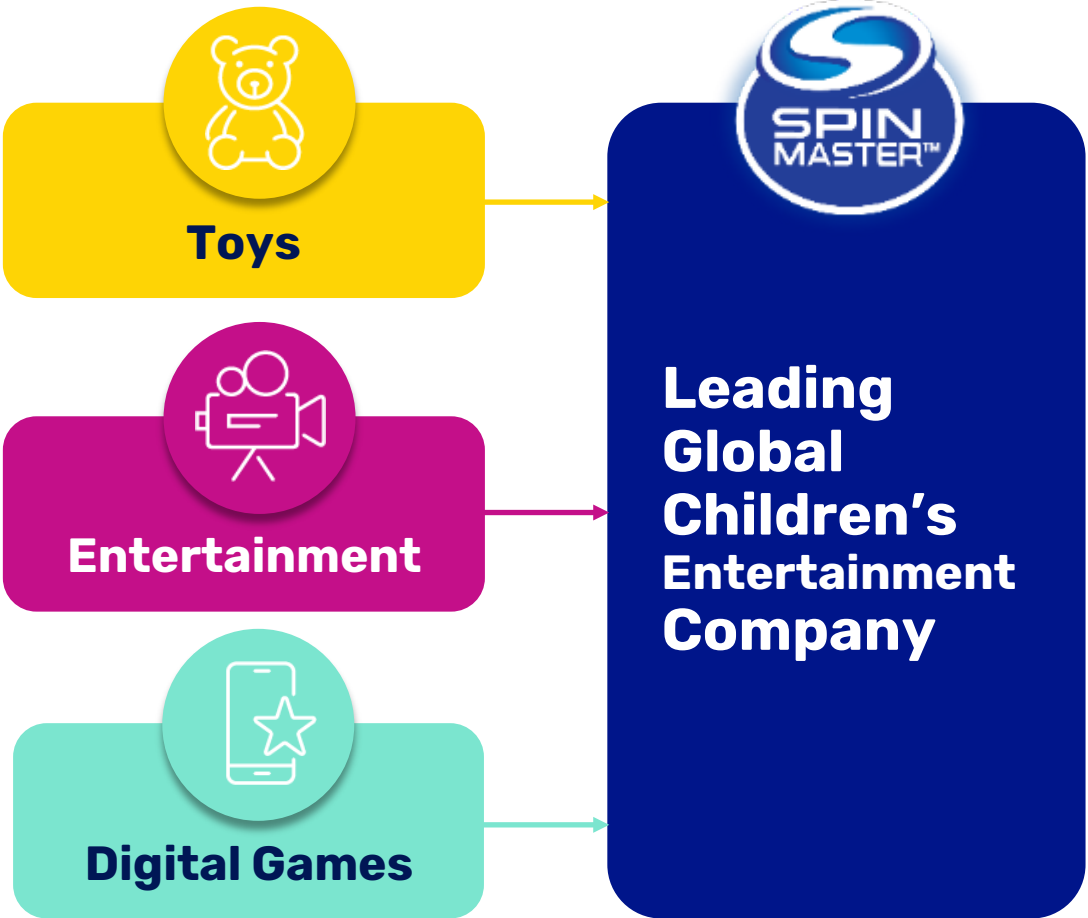 Toys
Entertainment
Digital Games
SPIN
MASTER™
Leading
Global
Children’s
Entertainment
Company